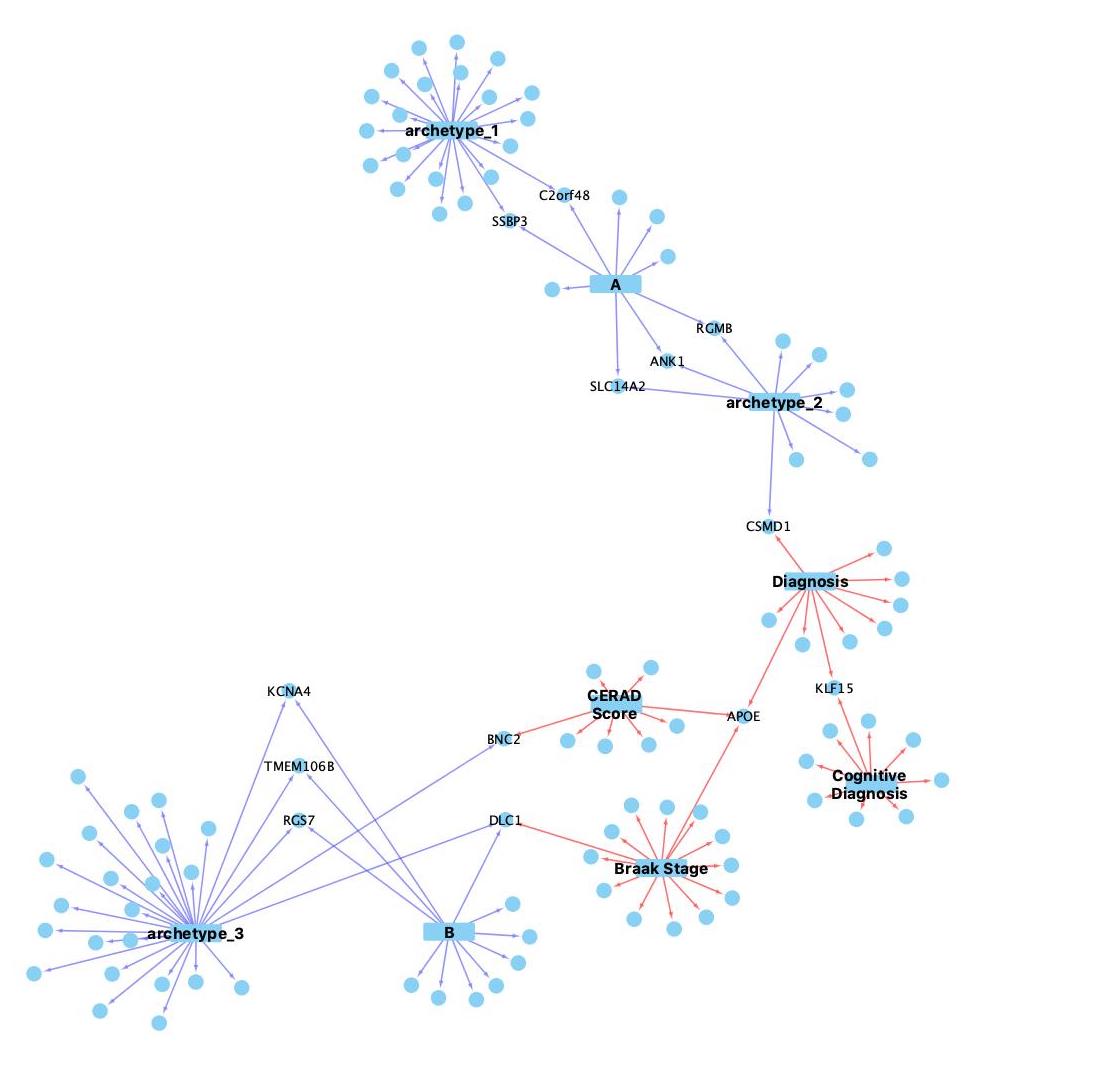 archetype_1
C2orf48
SSBP3
A
RGMB
ANK1
SLC14A2
archetype_2
CSMD1
Diagnosis
KCNA4
CERAD
Score
KLF15
APOE
BNC2
TMEM106B
Cognitive
Diagnosis
RGS7
DLC1
Braak Stage
archetype_3
B